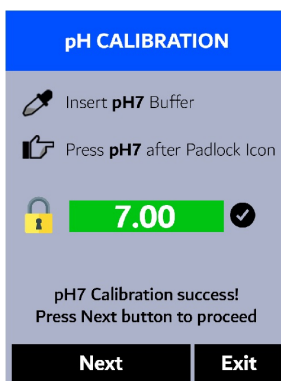 pH CALIBRATION
Insert pH7 Buffer
Press pH7 after Padlock Icon
7.00
pH7 Calibration success!
Press Next button to proceed
Next Exit